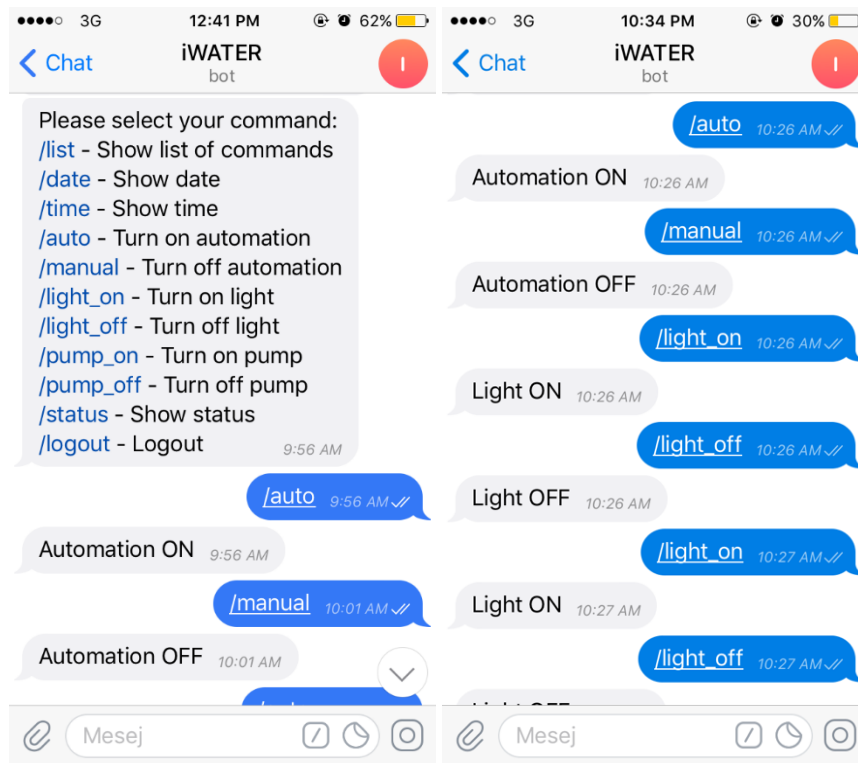 3G 12:41 PM 62%
Chat iWATER I
bot
Please select your command:
/list - Show list of commands
/date - Show date
/time - Show time
/auto - Turn on automation
/manual - Turn off automation
/light_on - Turn on light
/light_off - Turn off light
/pump_on - Turn on pump
/pump_off - Turn off pump
/status - Show status
/logout - Logout 9:56 AM
/auto 9:56 AM
Automation ON 9:56 AM
/manual 10:01 AM
Automation OFF 10:01 AM
Mesej
3G 10:34 PM 30%
Chat iWATER I
bot
/auto 10:26 AM
Automation ON 10:26 AM
/manual 10:26 AM
Automation OFF 10:26 AM
/light_on 10:26 AM
Light ON 10:26 AM
/light_off 10:26 AM
Light OFF 10:26 AM
/light_on 10:27 AM
Light ON 10:27 AM
/light_off 10:27 AM
Light OFF
Mesej